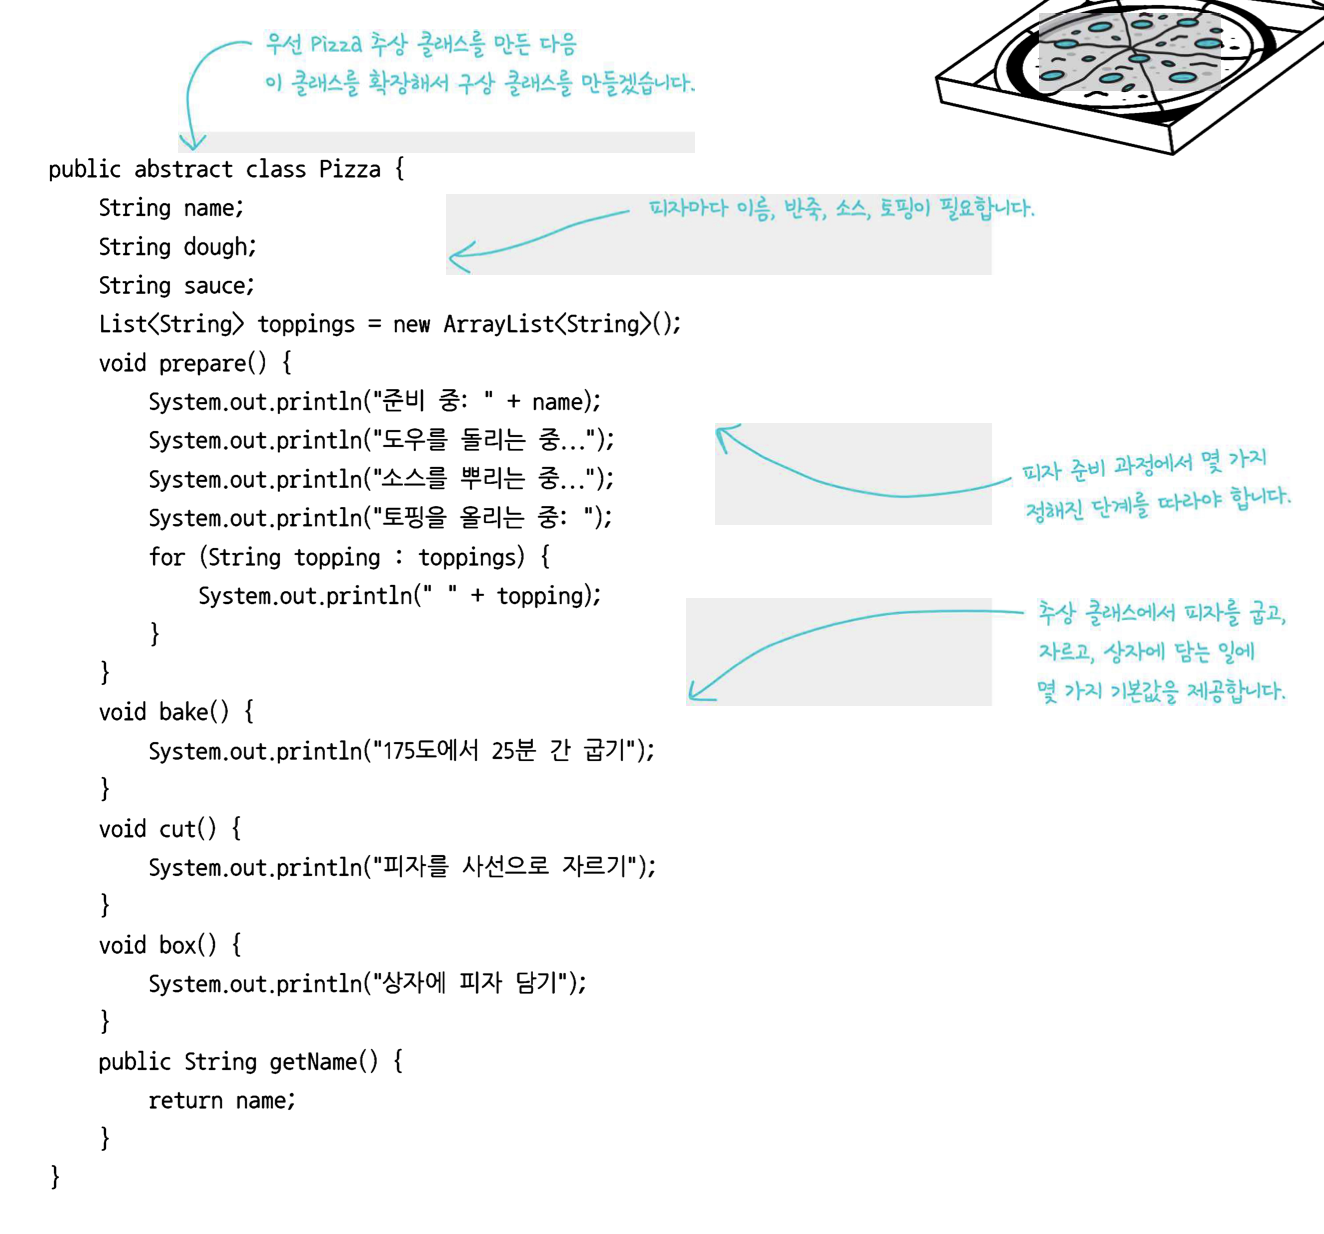 우선 Pizza 추상 클래스를 만든 다음
이 클래스를 확장해서 구상 클래스를 만들겠습니다.
public abstract class Pizza {
String name;
피자마다 이름, 반죽, 소스, 토핑이 필요합니다.
String dough;
String sauce;
List<String> toppings = new ArrayList<String>();
void prepare() {
System.out.println("준비 중: " + name);
System.out.println("도우를 돌리는 중...");
System.out.println("소스를 뿌리는 중...");
System.out.println("토핑을 올리는 중: ");
피자 준비 과정에서 몇 가지
정해진 단계를 따라야 합니다.
for (String topping : toppings) {
System.out.println(" " + topping);
}
}
추상 클래스에서 피자를 굽고,
자르고, 상자에 담는 일에
몇 가지 기본값을 제공합니다.
void bake() {
System.out.println("175도에서 25분 간 굽기");
}
void cut() {
System.out.println("피자를 사선으로 자르기");
}
void box() {
System.out.println("상자에 피자 담기");
}
public String getName() {
return name;
}
}